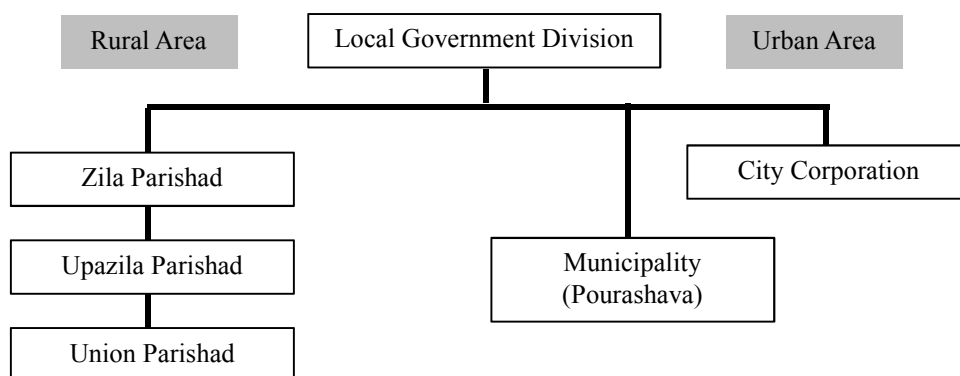 Rural Area
Local Government Division
Urban Area
Zila Parishad
City Corporation
Upazila Parishad
Municipality
(Pourashava)
Union Parishad